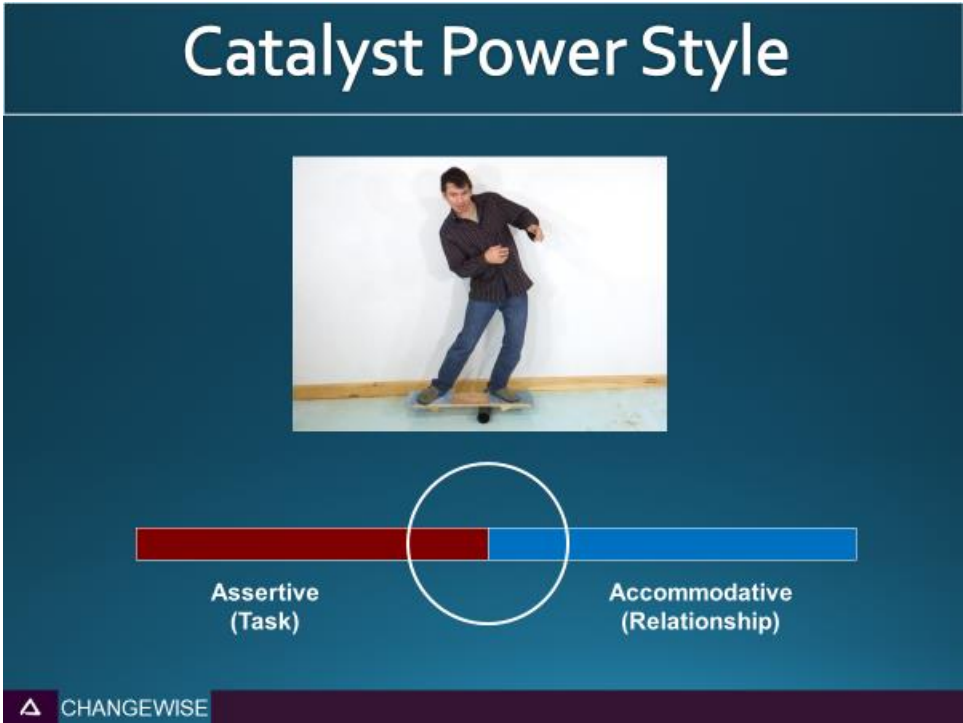 Catalyst Power Style
Assertive
(Task)
Accommodative
(Relationship)
CHANGEWISE